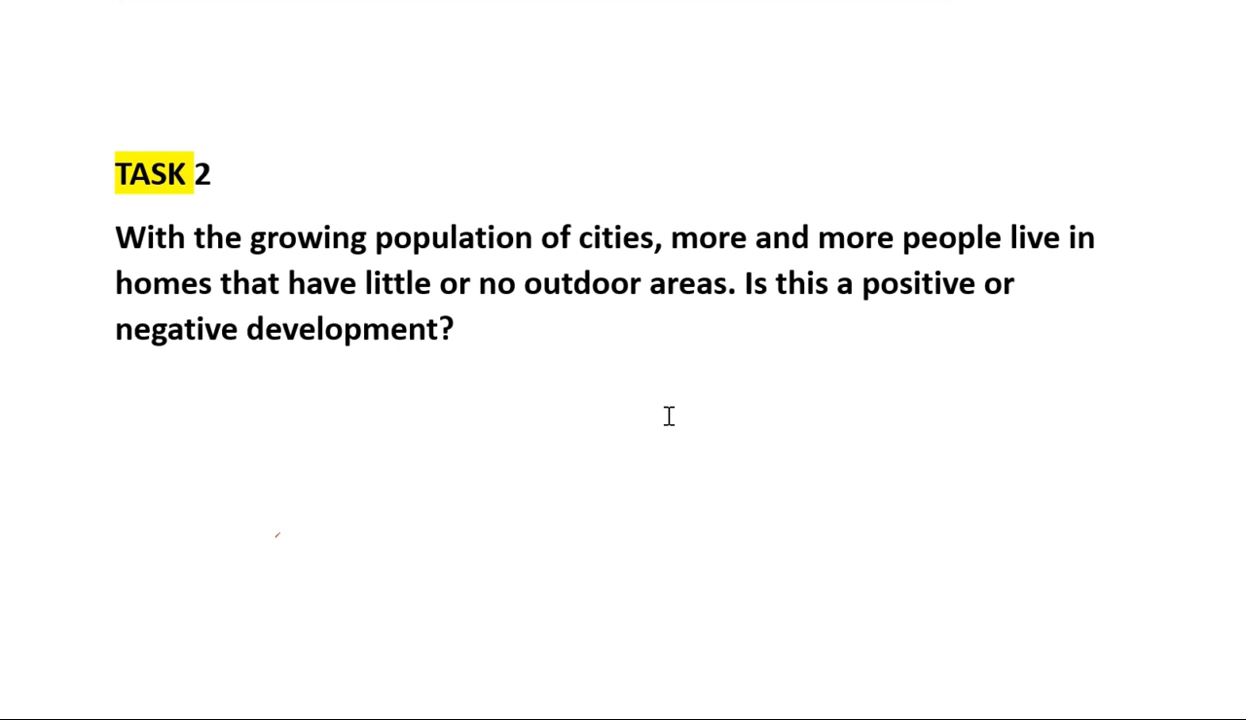 TASK 2
With the growing population of cities, more and more people live in
homes that have little or no outdoor areas. Is this a positive or
negative development?